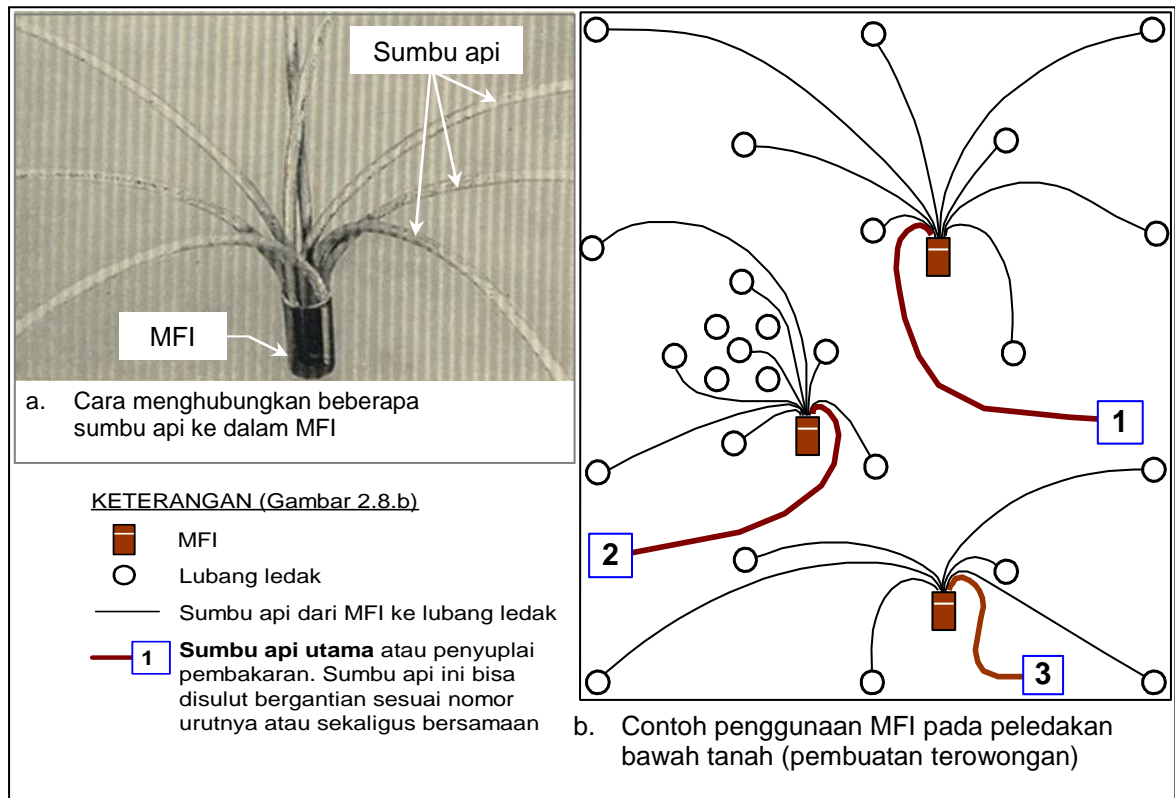 Sumbu api
MFI
a. Cara menghubungkan beberapa
sumbu api ke dalam MFI
KETERANGAN (Gambar 2.8.b)
MFI
Lubang ledak
Sumbu api dari MFI ke lubang ledak
1 Sumbu api utama atau penyuplai
pembakaran. Sumbu api ini bisa
disulut bergantian sesuai nomor
urutnya atau sekaligus bersamaan
1
2
3
b. Contoh penggunaan MFI pada peledakan
bawah tanah (pembuatan terowongan)